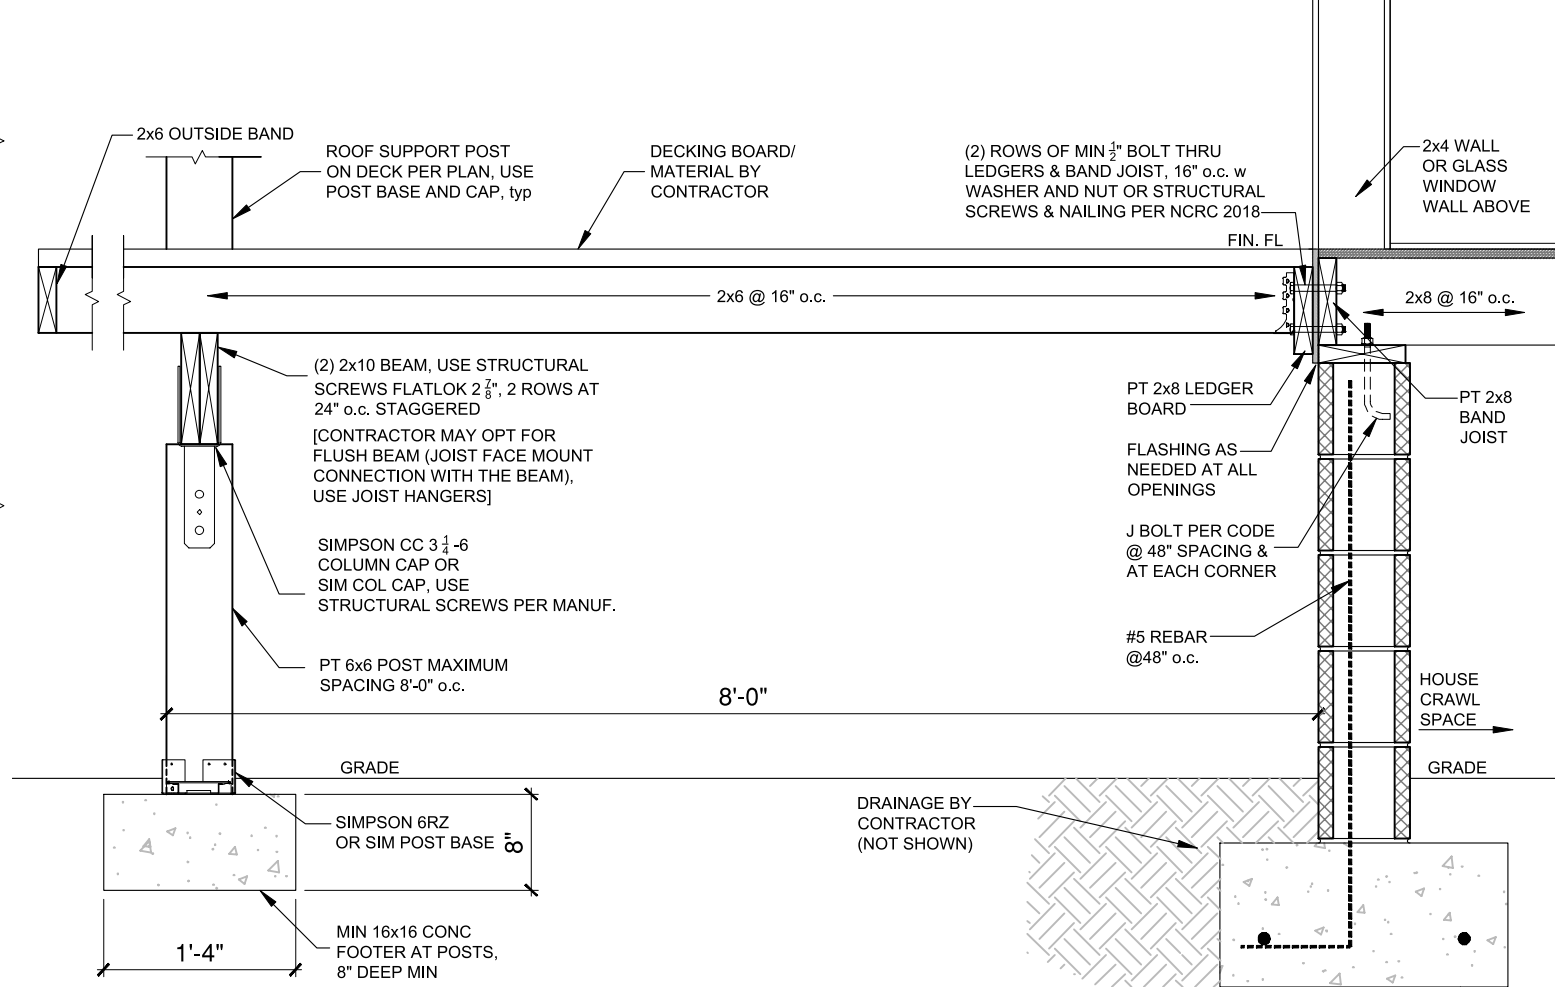 2x6 OUTSIDE BAND
ROOF SUPPORT POST
ON DECK PER PLAN, USE
POST BASE AND CAP, typ
DECKING BOARD/
MATERIAL BY
CONTRACTOR
(2) ROWS OF MIN 1/2" BOLT THRU
LEDGERS & BAND JOIST, 16" o.c. w
WASHER AND NUT OR STRUCTURAL
SCREWS & NAILING PER NCRC 2018
2x4 WALL
OR GLASS
WINDOW
WALL ABOVE
FIN. FL
2x6 @ 16" o.c.
2x8 @ 16" o.c.
(2) 2x10 BEAM, USE STRUCTURAL
SCREWS FLATLOK 2 7/8", 2 ROWS AT
24" o.c. STAGGERED
[CONTRACTOR MAY OPT FOR
FLUSH BEAM (JOIST FACE MOUNT
CONNECTION WITH THE BEAM),
USE JOIST HANGERS]
PT 2x8 LEDGER
BOARD
PT 2x8
BAND
JOIST
FLASHING AS
NEEDED AT ALL
OPENINGS
J BOLT PER CODE
@ 48" SPACING &
AT EACH CORNER
SIMPSON CC 3 1/4 -6
COLUMN CAP OR
SIM COL CAP, USE
STRUCTURAL SCREWS PER MANUF.
#5 REBAR
@48" o.c.
PT 6x6 POST MAXIMUM
SPACING 8'-0" o.c.
8'-0"
HOUSE
CRAWL
SPACE
GRADE
GRADE
SIMPSON 6RZ
OR SIM POST BASE
8"
DRAINAGE BY
CONTRACTOR
(NOT SHOWN)
1'-4"
MIN 16x16 CONC
FOOTER AT POSTS,
8" DEEP MIN